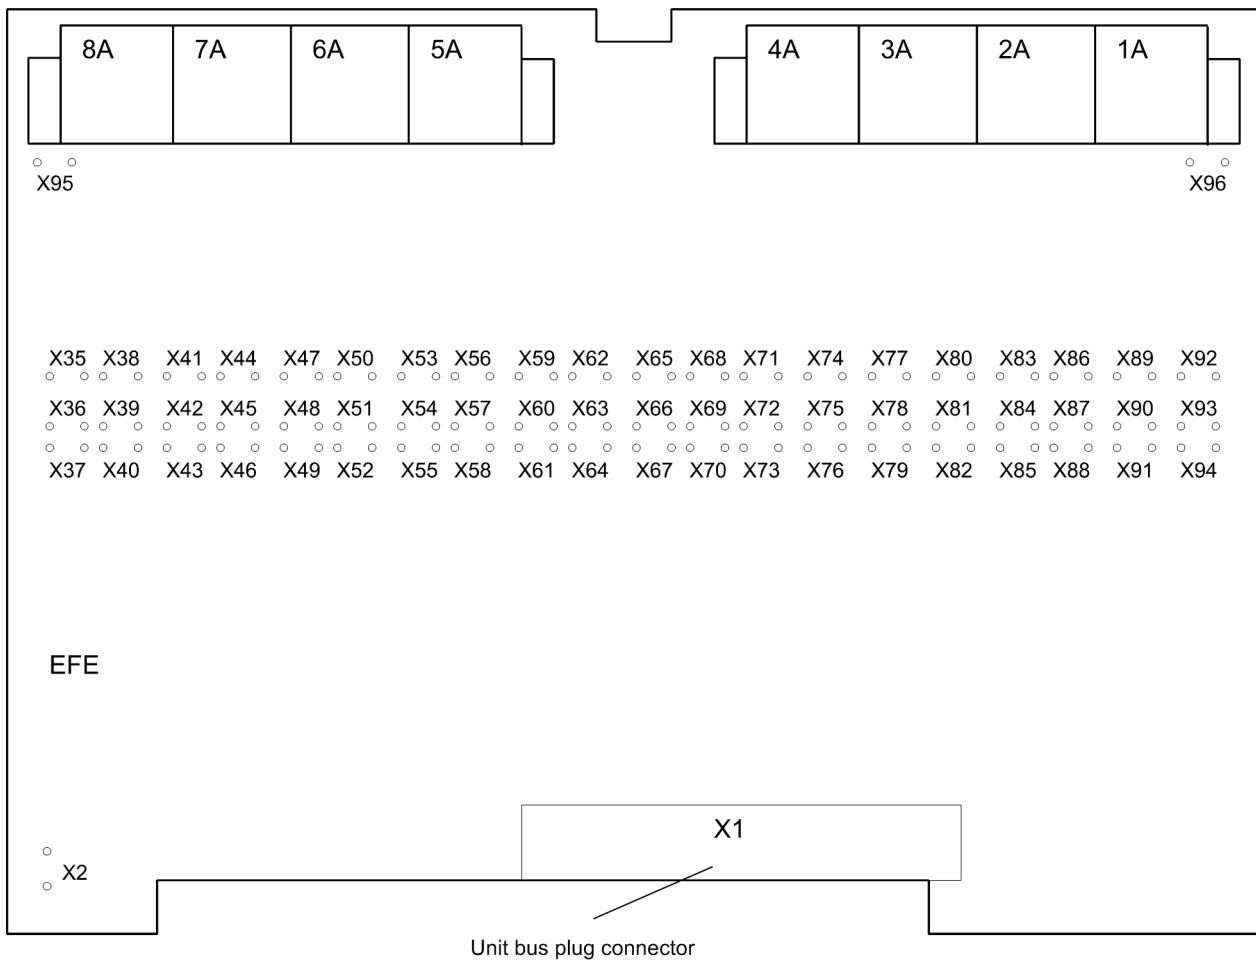 8A 7A 6A 5A 4A 3A 2A 1A
X95 X96
X35 X38 X41 X44 X47 X50 X53 X56 X59 X62 X65 X68 X71 X74 X77 X80 X83 X86 X89 X92
X36 X39 X42 X45 X48 X51 X54 X57 X60 X63 X66 X69 X72 X75 X78 X81 X84 X87 X90 X93
X37 X40 X43 X46 X49 X52 X55 X58 X61 X64 X67 X70 X73 X76 X79 X82 X85 X88 X91 X94
EFE
X1
X2
Unit bus plug connector